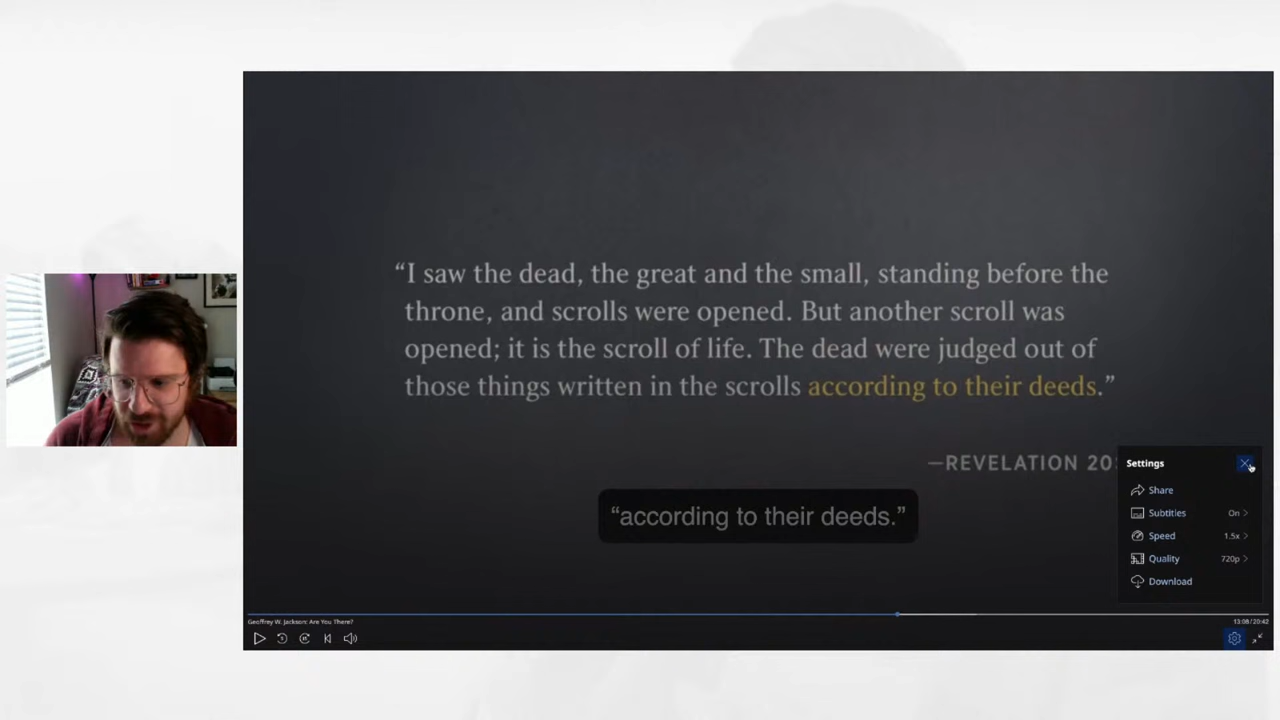 “I saw the dead, the great and the small, standing before the
throne, and scrolls were opened. But another scroll was
opened; it is the scroll of life. The dead were judged out of
those things written in the scrolls according to their deeds.”
—REVELATION 20:
“according to their deeds.”
Settings
Share
Subtitles On
Speed 1.5x
Quality 720p
Download
Geoffrey W. Jackson: Are You There?
13:08/20:42